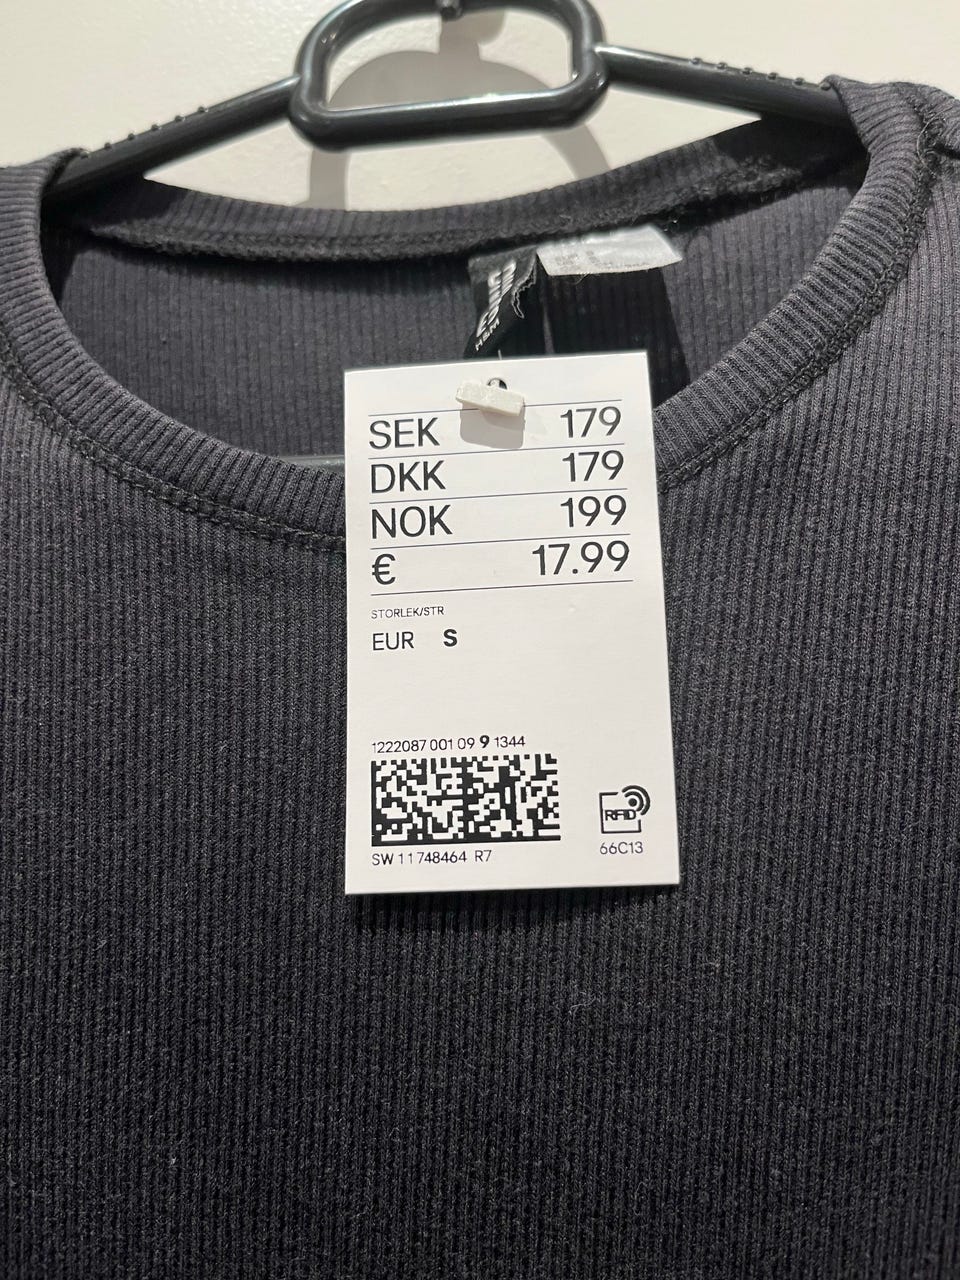 H&M
SEK 179
DKK 179
NOK 199
€ 17.99
STORLEK/STR
EUR S
1222087 001 09 9 1344
RFID
SW 11748464 R7
66C13